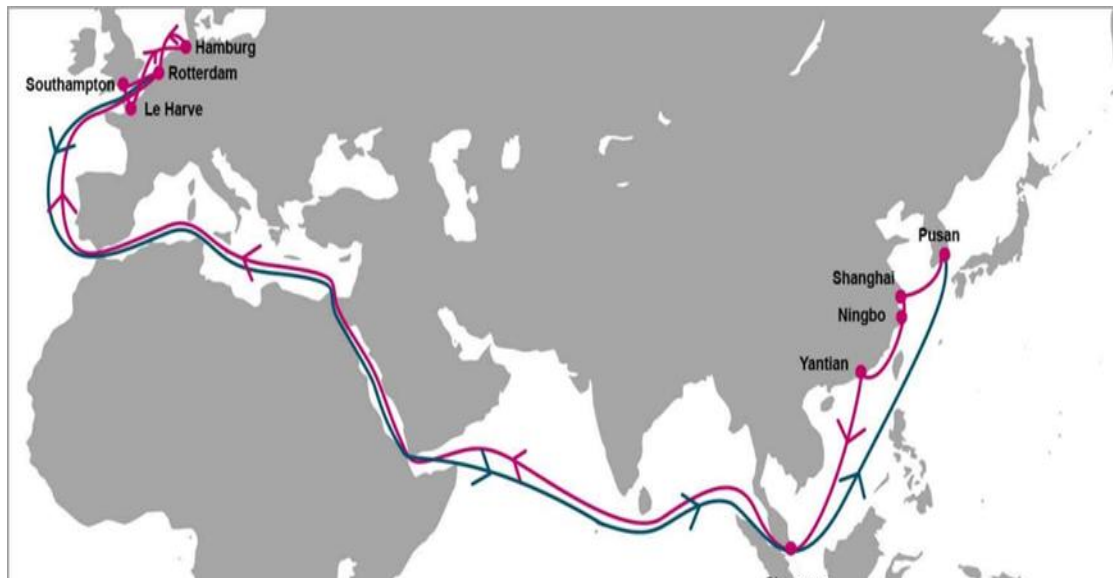 Hamburg
Rotterdam
Southampton
Le Harve
Pusan
Shanghai
Ningbo
Yantian